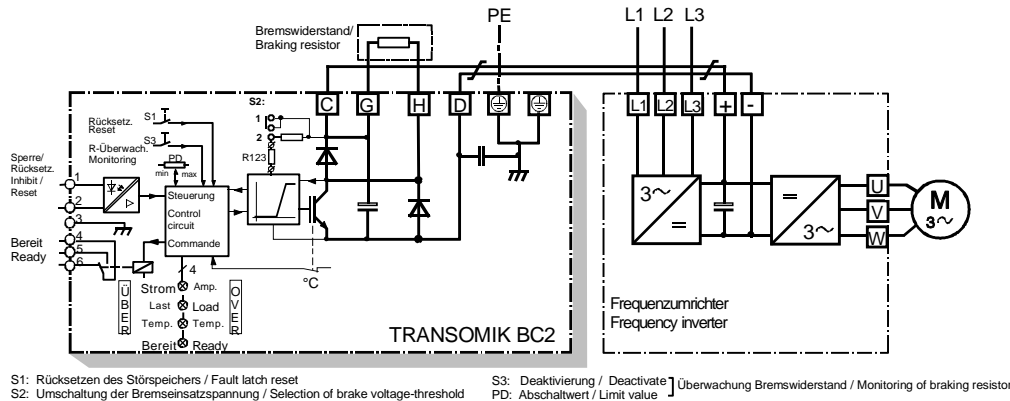 Bremswiderstand/
Braking resistor
PE
L1 L2 L3
C G H D
L1 L2 L3 + -
S2:
1
2
R123
S1
Rücksetz.
Reset
S3
R-Überwach.
Monitoring
PD
min max
Sperre/
Rücksetz.
Inhibit /
Reset
1
2
3
4
5
6
Bereit
Ready
Steuerung
Control
circuit
Commande
4
°C
ÜBER
OVER
Strom Amp.
Last Load
Temp. Temp.
Bereit Ready
TRANSOMIK BC2
3~
=
=
3~
U
V
W
M
3~
Frequenzumrichter
Frequency inverter
S1: Rücksetzen des Störspeichers / Fault latch reset
S2: Umschaltung der Bremseinsatzspannung / Selection of brake voltage-threshold
S3: Deaktivierung / Deactivate
PD: Abschaltwert / Limit value
Überwachung Bremswiderstand / Monitoring of braking resistor